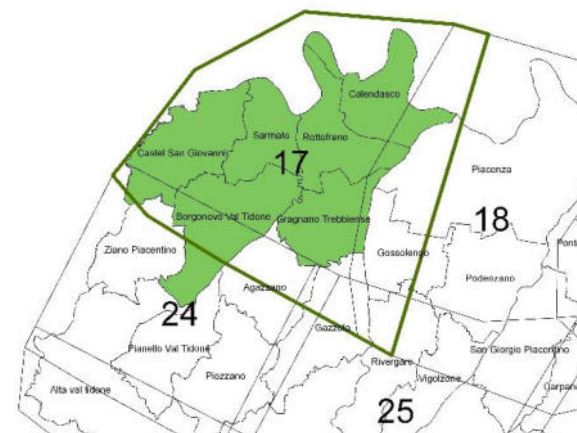 Calendasco
Sarmato
Rottofreno
Castel San Giovanni
17
Piacenza
Borgonovo Val Tidone
Gragnano Trebbiense
18
Ziano Piacentino
Gossolengo
Podenzano
Agazzano
24
Gazzola
Pianello Val Tidone
Rivergaro
San Giorgio Piacentino
Piozzano
Vigolzone
Alta val tidone
25